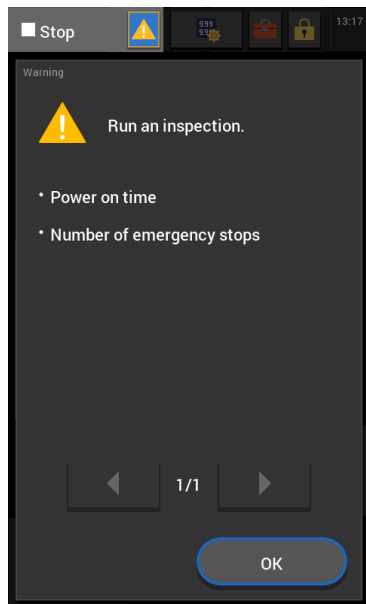 Stop
13:17
Warning
Run an inspection.
• Power on time
• Number of emergency stops
1/1
OK